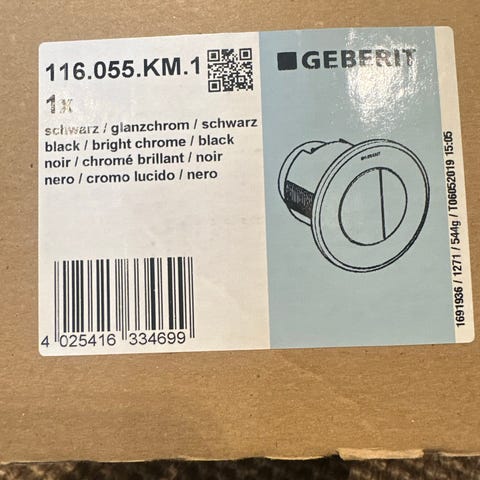 116.055.KM.1
GEBERIT
1x
schwarz / glanzchrom / schwarz
black / bright chrome / black
noir / chromé brillant / noir
nero / cromo lucido / nero
4 025416 334699
1691936 / 1271 / 544g / T06052019 15:05
GEBERIT